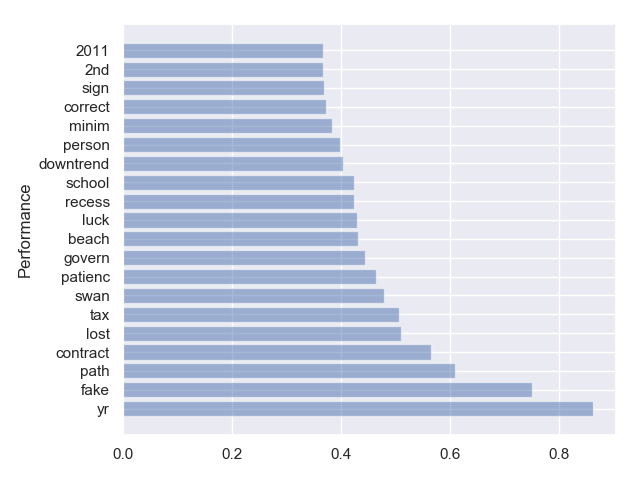 2011
2nd
sign
correct
minim
person
downtrend
school
recess
luck
beach
govern
patienc
swan
tax
lost
contract
path
fake
yr
Performance
0.0 0.2 0.4 0.6 0.8